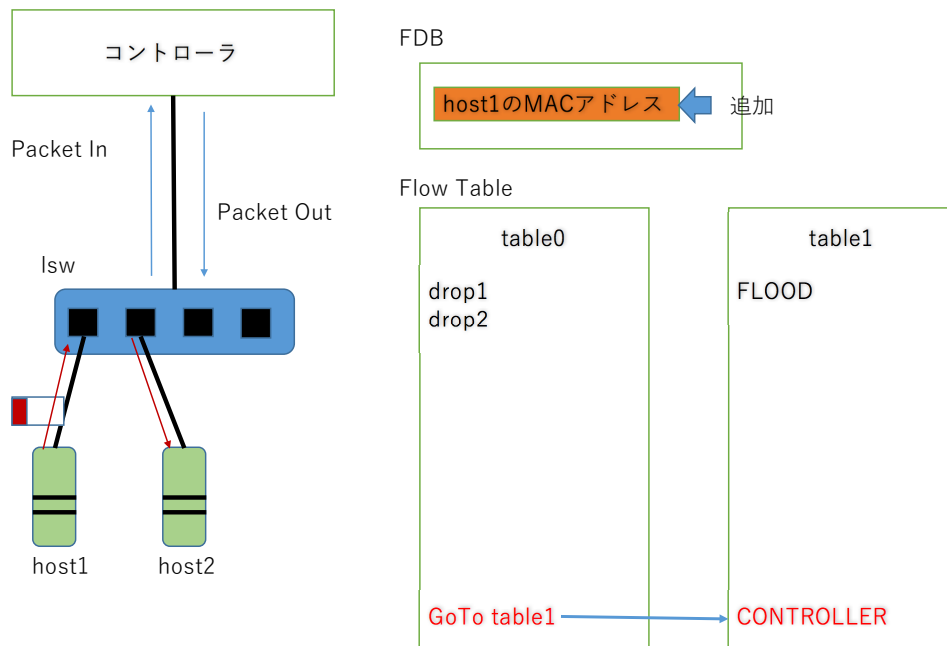 コントローラ
Packet In
Packet Out
lsw
host1
host2
FDB
host1のMACアドレス
追加
Flow Table
table0
drop1
drop2
GoTo table1
table1
FLOOD
CONTROLLER